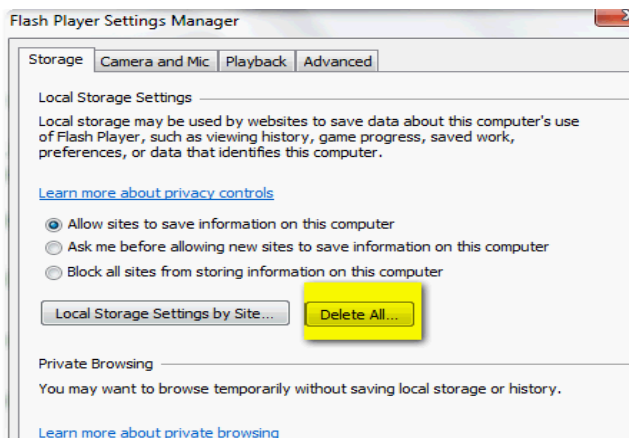 Flash Player Settings Manager
Storage Camera and Mic Playback Advanced
Local Storage Settings
Local storage may be used by websites to save data about this computer's use
of Flash Player, such as viewing history, game progress, saved work,
preferences, or data that identifies this computer.
Learn more about privacy controls
Allow sites to save information on this computer
Ask me before allowing new sites to save information on this computer
Block all sites from storing information on this computer
Local Storage Settings by Site... Delete All...
Private Browsing
You may want to browse temporarily without saving local storage or history.
Learn more about private browsing